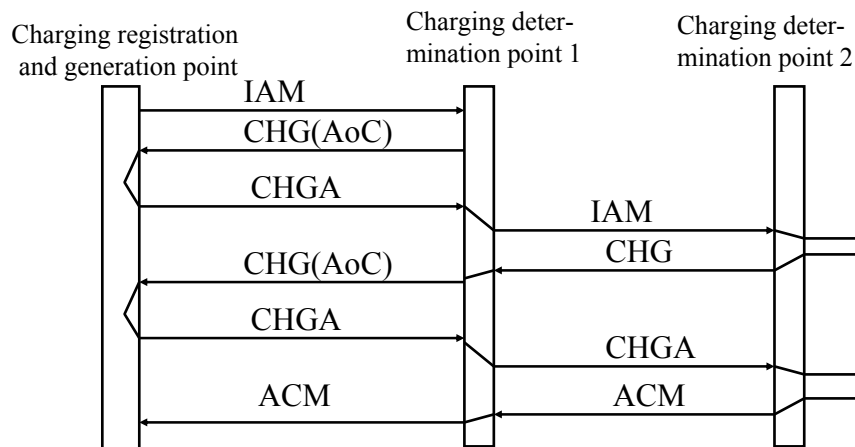 Charging registration
and generation point
Charging deter-
mination point 1
Charging deter-
mination point 2
IAM
CHG(AoC)
CHGA
IAM
CHG
CHG(AoC)
CHGA
CHGA
ACM
ACM